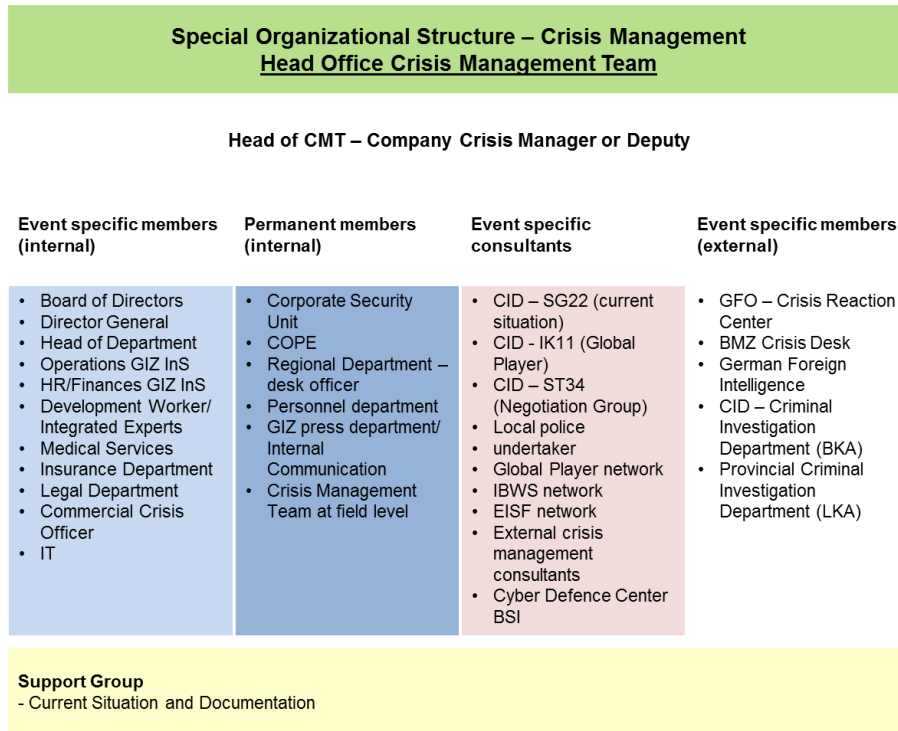 Special Organizational Structure – Crisis Management
Head Office Crisis Management Team
Head of CMT – Company Crisis Manager or Deputy
Event specific members
(internal)
• Board of Directors
• Director General
• Head of Department
• Operations GIZ InS
• HR/Finances GIZ InS
• Development Worker/
Integrated Experts
• Medical Services
• Insurance Department
• Legal Department
• Commercial Crisis
Officer
• IT
Permanent members
(internal)
• Corporate Security
Unit
• COPE
• Regional Department –
desk officer
• Personnel department
• GIZ press department/
Internal
Communication
• Crisis Management
Team at field level
Event specific
consultants
• CID – SG22 (current
situation)
• CID - IK11 (Global
Player)
• CID – ST34
(Negotiation Group)
• Local police
• undertaker
• Global Player network
• IBWS network
• EISF network
• External crisis
management
consultants
• Cyber Defence Center
BSI
Event specific members
(external)
• GFO – Crisis Reaction
Center
• BMZ Crisis Desk
• German Foreign
Intelligence
• CID – Criminal
Investigation
Department (BKA)
• Provincial Criminal
Investigation
Department (LKA)
Support Group
- Current Situation and Documentation